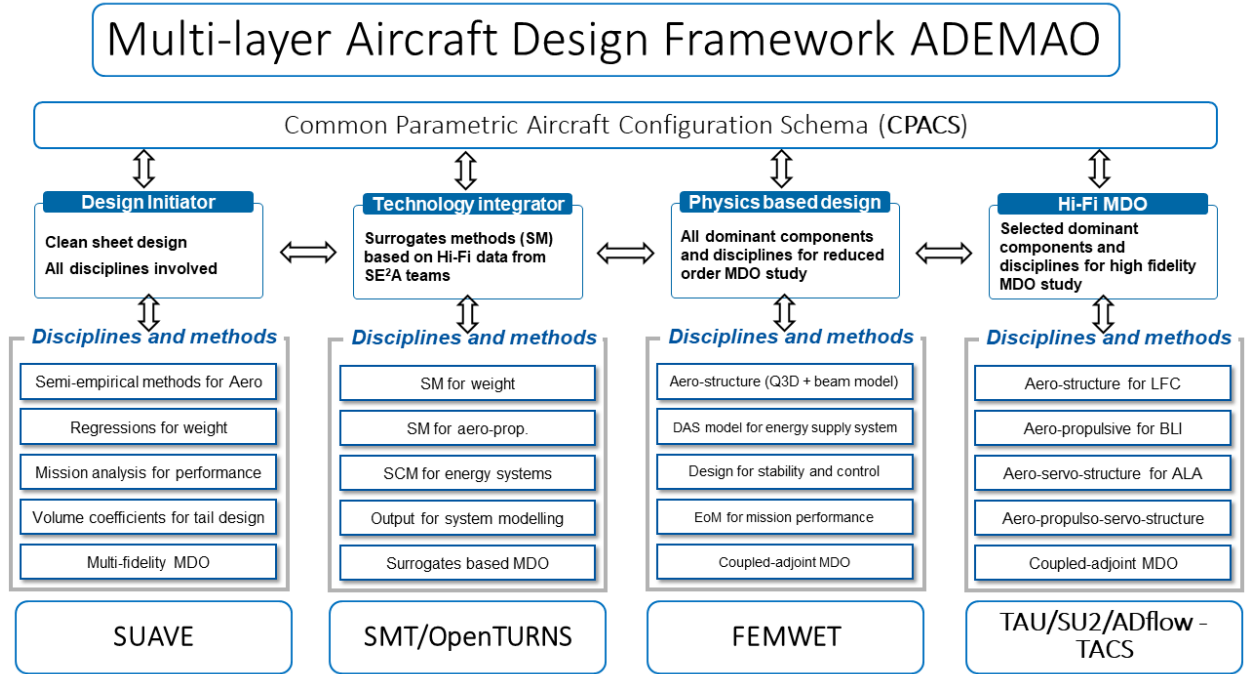 Multi-layer Aircraft Design Framework ADEMAO
Common Parametric Aircraft Configuration Schema (CPACS)
Design Initiator
Clean sheet design
All disciplines involved
Technology integrator
Surrogates methods (SM)
based on Hi-Fi data from
SE²A teams
Physics based design
All dominant components
and disciplines for reduced
order MDO study
Hi-Fi MDO
Selected dominant
components and
disciplines for high fidelity
MDO study
Disciplines and methods
Semi-empirical methods for Aero
Regressions for weight
Mission analysis for performance
Volume coefficients for tail design
Multi-fidelity MDO
SUAVE
Disciplines and methods
SM for weight
SM for aero-prop.
SCM for energy systems
Output for system modelling
Surrogates based MDO
SMT/OpenTURNS
Disciplines and methods
Aero-structure (Q3D + beam model)
DAS model for energy supply system
Design for stability and control
EoM for mission performance
Coupled-adjoint MDO
FEMWET
Disciplines and methods
Aero-structure for LFC
Aero-propulsive for BLI
Aero-servo-structure for ALA
Aero-propulso-servo-structure
Coupled-adjoint MDO
TAU/SU2/ADflow -
TACS